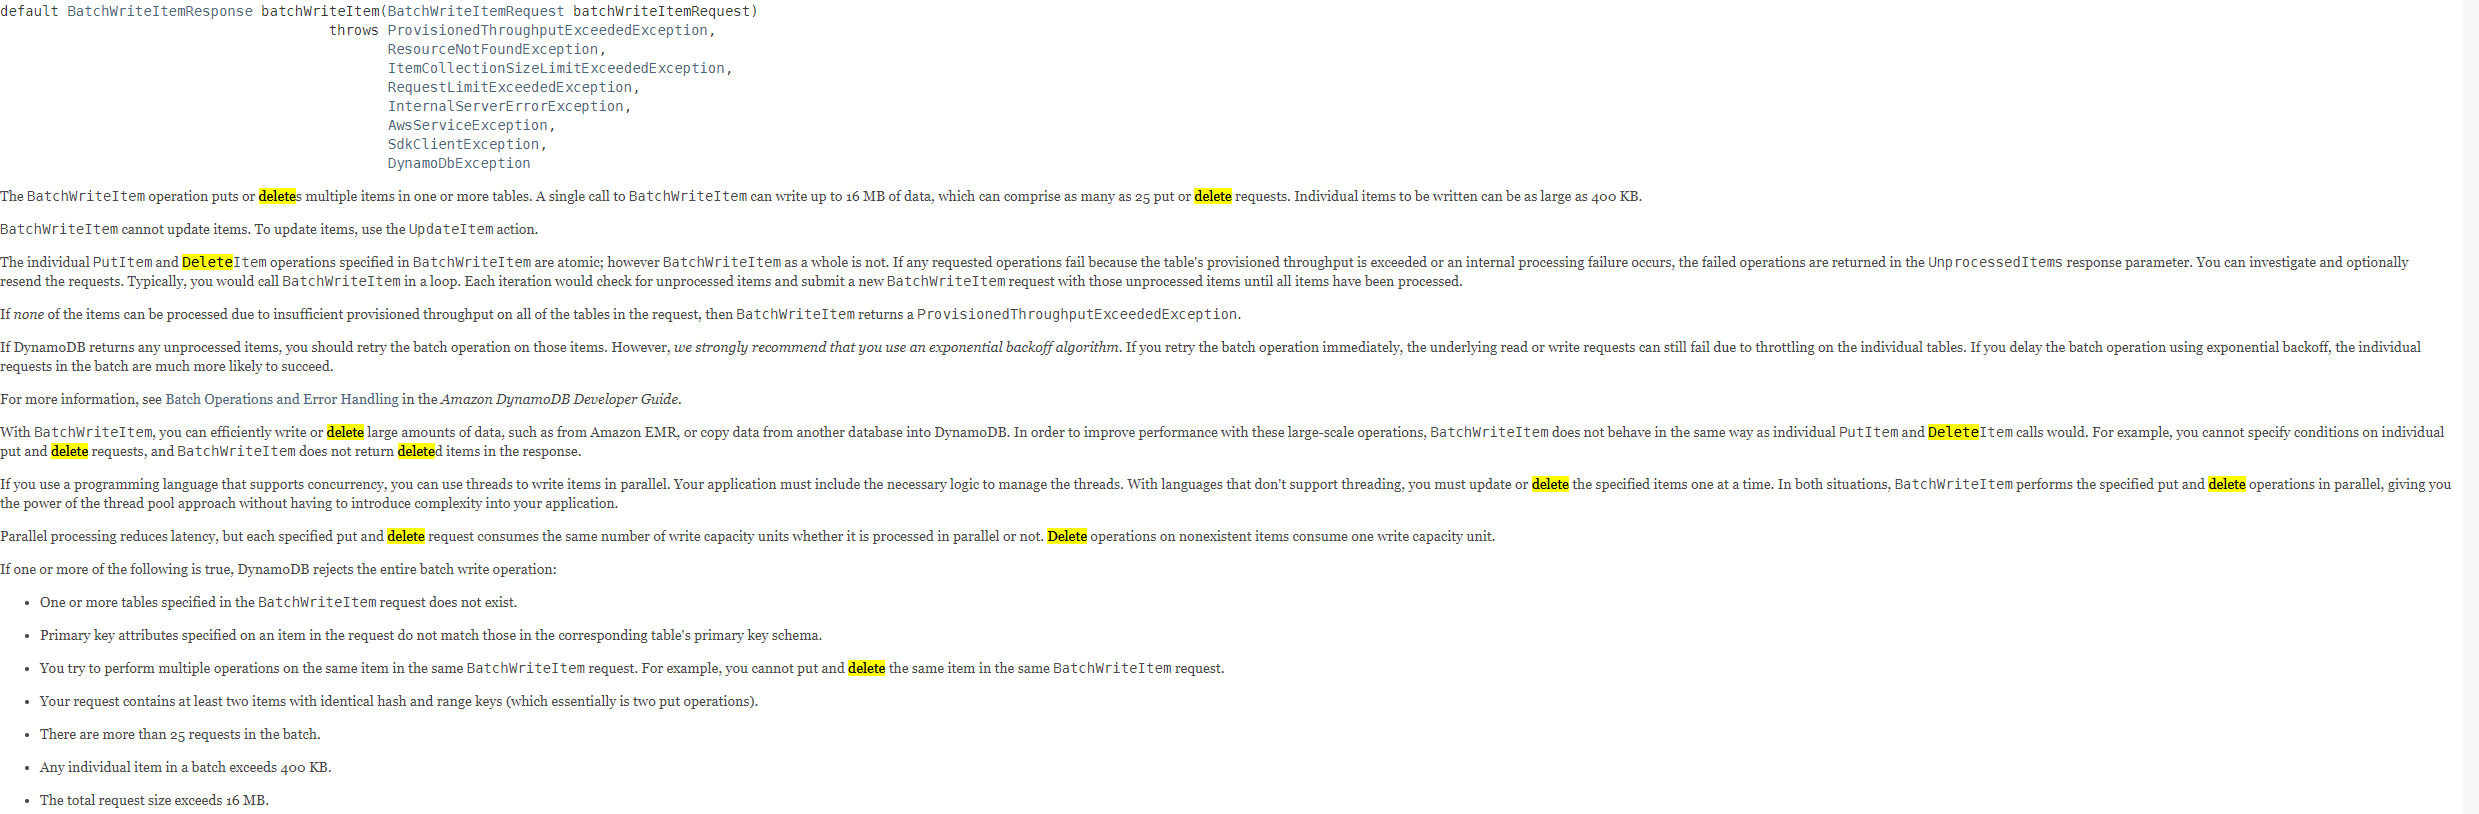 default BatchWriteItemResponse batchWriteItem(BatchWriteItemRequest batchWriteItemRequest)
throws ProvisionedThroughputExceededException,
ResourceNotFoundException,
ItemCollectionSizeLimitExceededException,
RequestLimitExceededException,
InternalServerErrorException,
AwsServiceException,
SdkClientException,
DynamoDbException
The BatchWriteItem operation puts or deletes multiple items in one or more tables. A single call to BatchWriteItem can write up to 16 MB of data, which can comprise as many as 25 put or delete requests. Individual items to be written can be as large as 400 KB.
BatchWriteItem cannot update items. To update items, use the UpdateItem action.
The individual PutItem and DeleteItem operations specified in BatchWriteItem are atomic; however BatchWriteItem as a whole is not. If any requested operations fail because the table's provisioned throughput is exceeded or an internal processing failure occurs, the failed operations are returned in the UnprocessedItems response parameter. You can investigate and optionally
resend the requests. Typically, you would call BatchWriteItem in a loop. Each iteration would check for unprocessed items and submit a new BatchWriteItem request with those unprocessed items until all items have been processed.
If none of the items can be processed due to insufficient provisioned throughput on all of the tables in the request, then BatchWriteItem returns a ProvisionedThroughputExceededException.
If DynamoDB returns any unprocessed items, you should retry the batch operation on those items. However, we strongly recommend that you use an exponential backoff algorithm. If you retry the batch operation immediately, the underlying read or write requests can still fail due to throttling on the individual tables. If you delay the batch operation using exponential backoff, the individual
requests in the batch are much more likely to succeed.
For more information, see Batch Operations and Error Handling in the Amazon DynamoDB Developer Guide.
With BatchWriteItem, you can efficiently write or delete large amounts of data, such as from Amazon EMR, or copy data from another database into DynamoDB. In order to improve performance with these large-scale operations, BatchWriteItem does not behave in the same way as individual PutItem and DeleteItem calls would. For example, you cannot specify conditions on individual
put and delete requests, and BatchWriteItem does not return deleted items in the response.
If you use a programming language that supports concurrency, you can use threads to write items in parallel. Your application must include the necessary logic to manage the threads. With languages that don't support threading, you must update or delete the specified items one at a time. In both situations, BatchWriteItem performs the specified put and delete operations in parallel, giving you
the power of the thread pool approach without having to introduce complexity into your application.
Parallel processing reduces latency, but each specified put and delete request consumes the same number of write capacity units whether it is processed in parallel or not. Delete operations on nonexistent items consume one write capacity unit.
If one or more of the following is true, DynamoDB rejects the entire batch write operation:
• One or more tables specified in the BatchWriteItem request does not exist.
• Primary key attributes specified on an item in the request do not match those in the corresponding table's primary key schema.
• You try to perform multiple operations on the same item in the same BatchWriteItem request. For example, you cannot put and delete the same item in the same BatchWriteItem request.
• Your request contains at least two items with identical hash and range keys (which essentially is two put operations).
• There are more than 25 requests in the batch.
• Any individual item in a batch exceeds 400 KB.
• The total request size exceeds 16 MB.